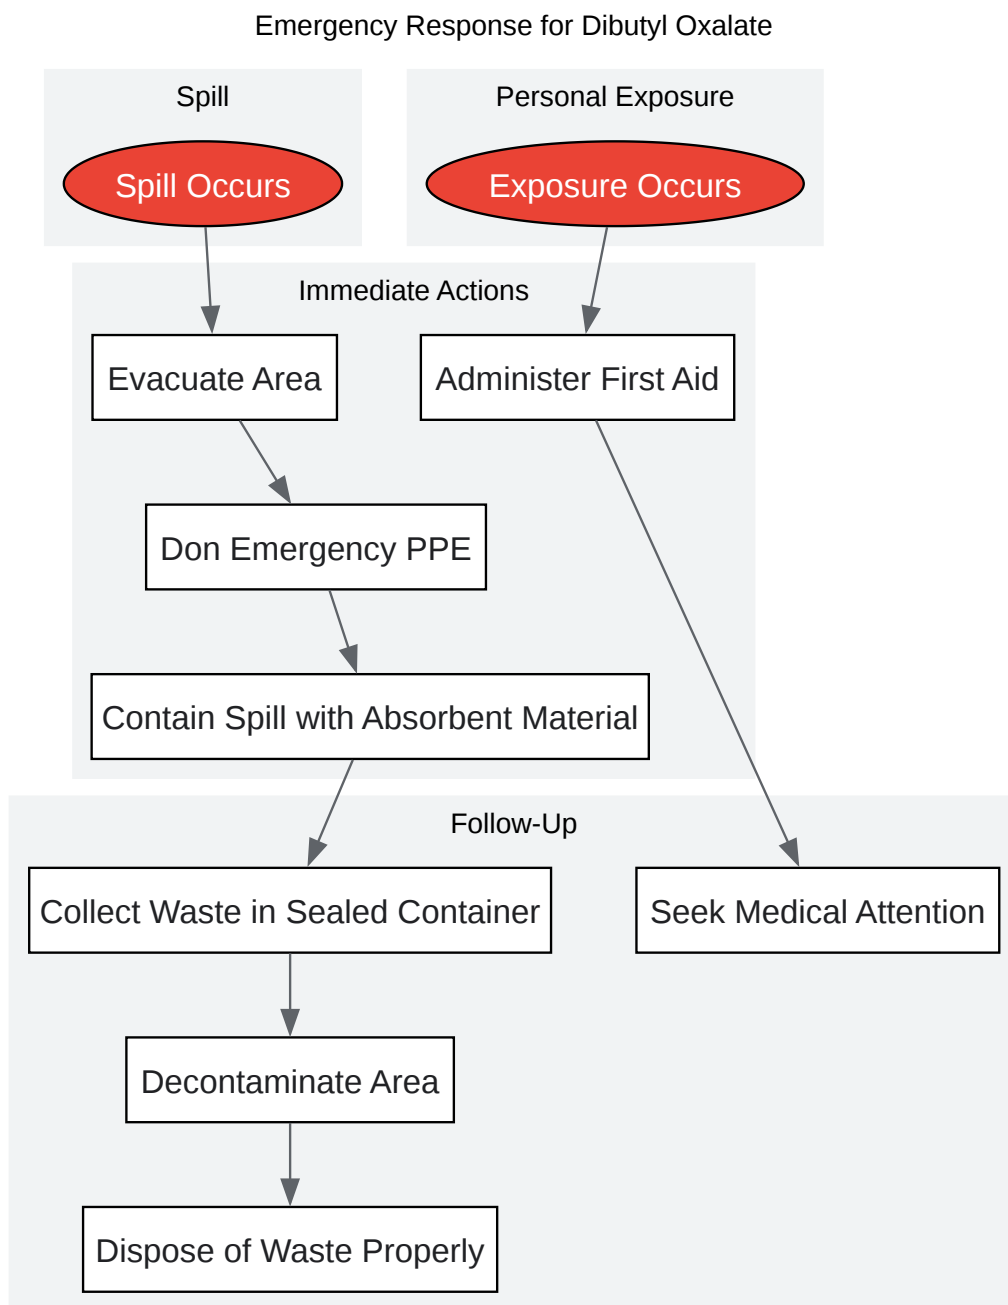 Emergency Response for Dibutyl Oxalate
Spill
Personal Exposure
Spill Occurs
Exposure Occurs
Immediate Actions
Evacuate Area
Administer First Aid
Don Emergency PPE
Contain Spill with Absorbent Material
Follow-Up
Collect Waste in Sealed Container
Seek Medical Attention
Decontaminate Area
Dispose of Waste Properly